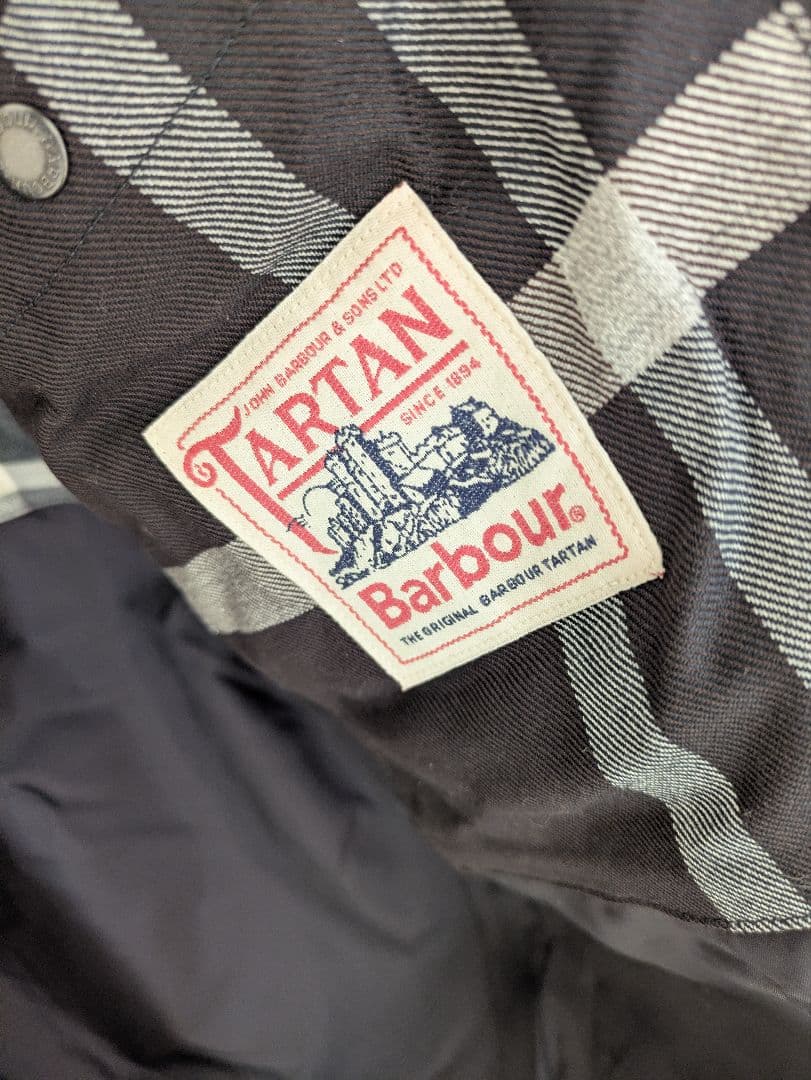 JOHN BARBOUR & SONS LTD
TARTAN
SINCE 1894
Barbour®
THE ORIGINAL BARBOUR TARTAN